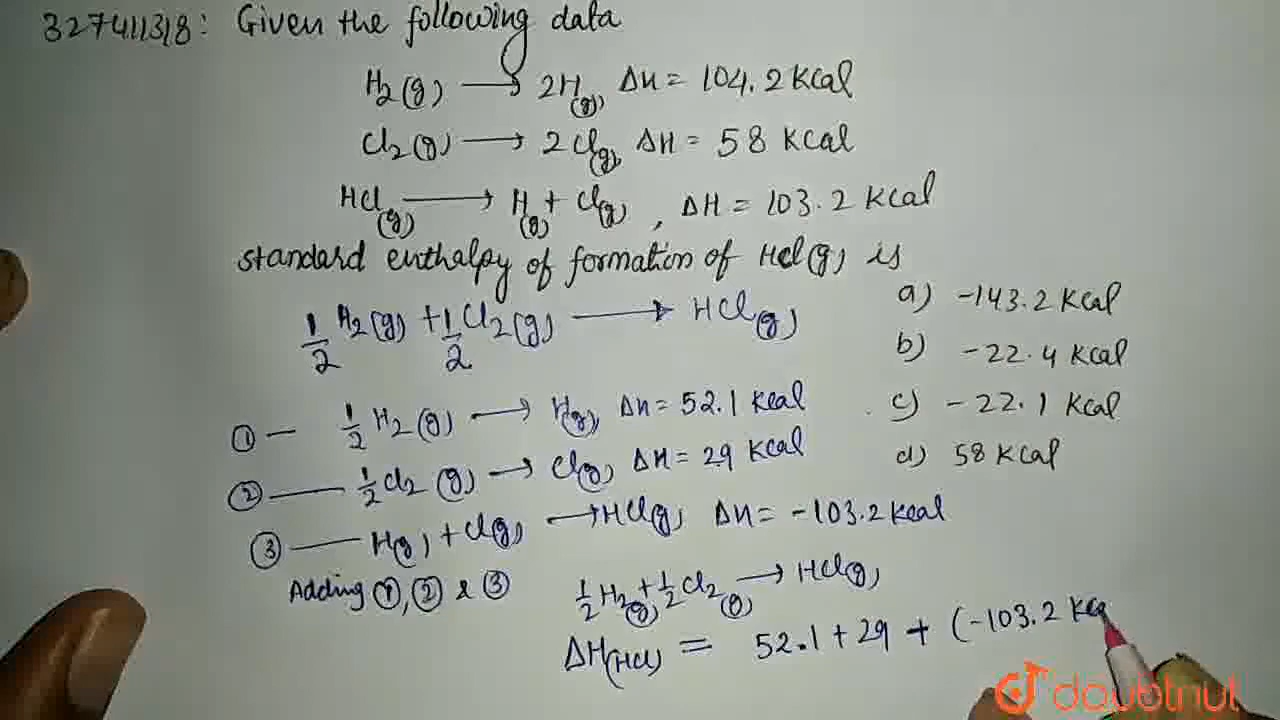 327411318: Given the following data
H2(g) → 2H(g), ΔH = 104.2 Kcal
Cl2(g) → 2Cl(g), ΔH = 58 Kcal
HCl(g) → H(g) + Cl(g), ΔH = 103.2 Kcal
standard enthalpy of formation of HCl(g) is
1/2 H2(g) + 1/2 Cl2(g) → HCl(g)
a) -143.2 Kcal
b) -22.4 Kcal
c) -22.1 Kcal
d) 58 Kcal
① — 1/2 H2(g) → H(g), ΔH = 52.1 Kcal
② — 1/2 Cl2(g) → Cl(g), ΔH = 29 Kcal
③ — H(g) + Cl(g) → HCl(g), ΔH = -103.2 Kcal
Adding ①, ② & ③ 1/2 H2(g) + 1/2 Cl2(g) → HCl(g),
ΔH(HCl) = 52.1 + 29 + (-103.2 Kca
doubtnut